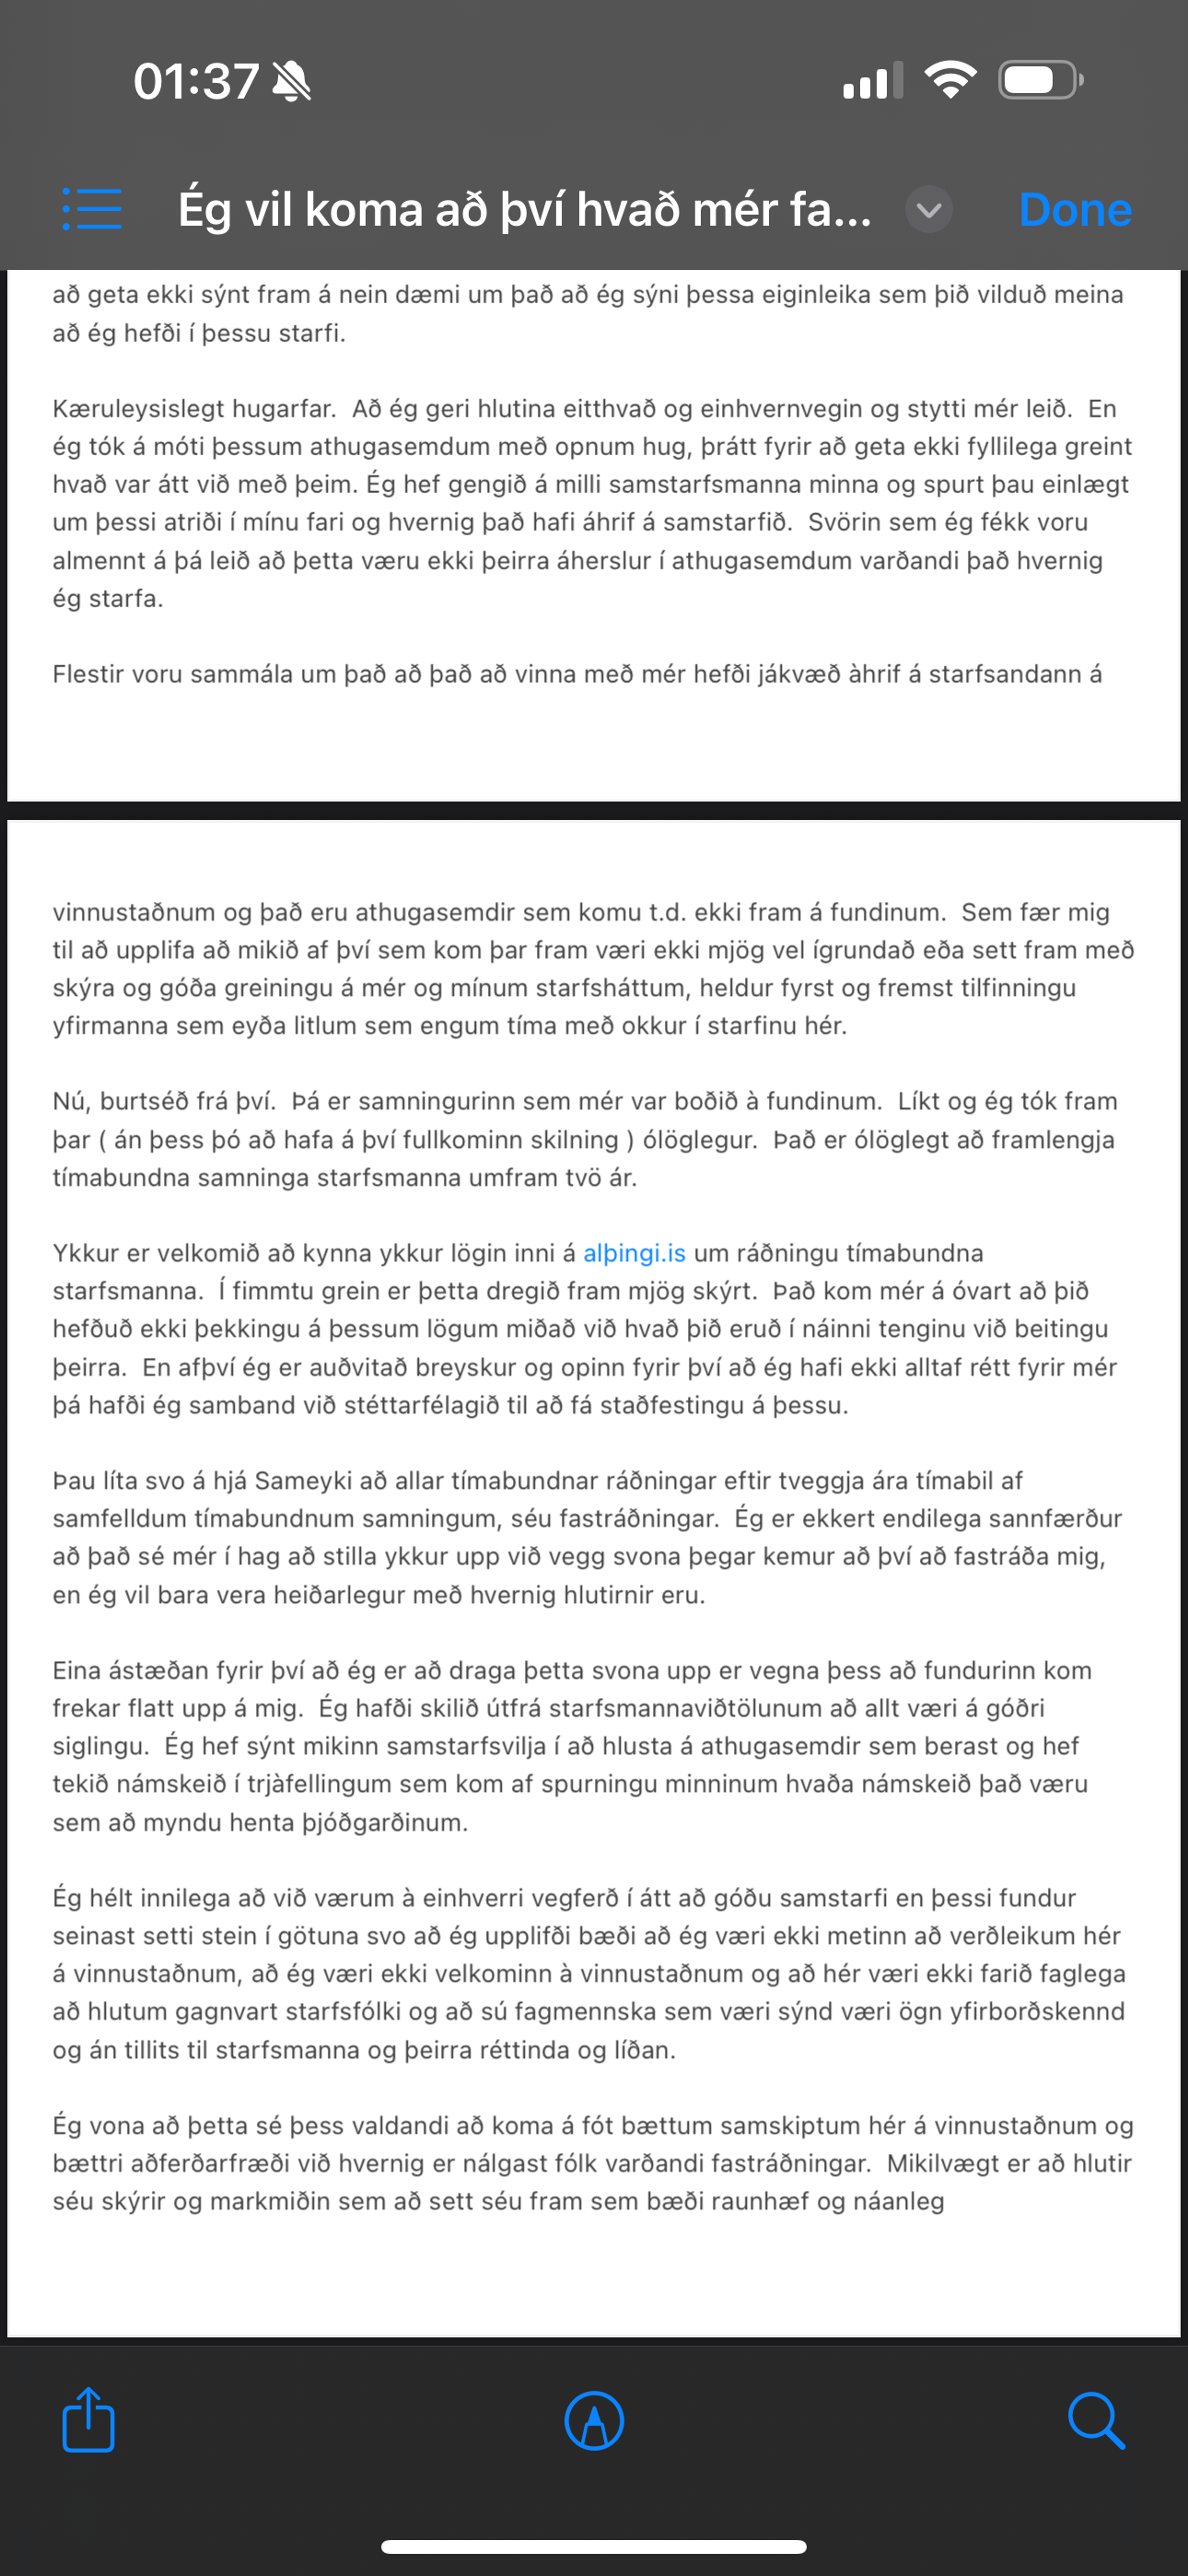 01:37
Ég vil koma að því hvað mér fa...
Done
að geta ekki sýnt fram á nein dæmi um það að ég sýni þessa eiginleika sem þið vilduð meina
að ég hefði í þessu starfi.
Kæruleysislegt hugarfar.  Að ég geri hlutina eitthvað og einhvernvegin og stytti mér leið.  En
ég tók á móti þessum athugasemdum með opnum hug, þrátt fyrir að geta ekki fyllilega greint
hvað var átt við með þeim. Ég hef gengið á milli samstarfsmanna minna og spurt þau einlægt
um þessi atriði í mínu fari og hvernig það hafi áhrif á samstarfið.  Svörin sem ég fékk voru
almennt á þá leið að þetta væru ekki þeirra áherslur í athugasemdum varðandi það hvernig
ég starfa.
Flestir voru sammála um það að það að vinna með mér hefði jákvæð àhrif á starfsandann á
vinnustaðnum og það eru athugasemdir sem komu t.d. ekki fram á fundinum.  Sem fær mig
til að upplifa að mikið af því sem kom þar fram væri ekki mjög vel ígrundað eða sett fram með
skýra og góða greiningu á mér og mínum starfsháttum, heldur fyrst og fremst tilfinningu
yfirmanna sem eyða litlum sem engum tíma með okkur í starfinu hér.
Nú, burtséð frá því.  Þá er samningurinn sem mér var boðið à fundinum.  Líkt og ég tók fram
þar ( án þess þó að hafa á því fullkominn skilning ) ólöglegur.  Það er ólöglegt að framlengja
tímabundna samninga starfsmanna umfram tvö ár.
Ykkur er velkomið að kynna ykkur lögin inni á alþingi.is um ráðningu tímabundna
starfsmanna.  Í fimmtu grein er þetta dregið fram mjög skýrt.  Það kom mér á óvart að þið
hefðuð ekki þekkingu á þessum lögum miðað við hvað þið eruð í náinni tenginu við beitingu
þeirra.  En afþví ég er auðvitað breyskur og opinn fyrir því að ég hafi ekki alltaf rétt fyrir mér
þá hafði ég samband við stéttarfélagið til að fá staðfestingu á þessu.
Þau líta svo á hjá Sameyki að allar tímabundnar ráðningar eftir tveggja ára tímabil af
samfelldum tímabundnum samningum, séu fastráðningar.  Ég er ekkert endilega sannfærður
að það sé mér í hag að stilla ykkur upp við vegg svona þegar kemur að því að fastráða mig,
en ég vil bara vera heiðarlegur með hvernig hlutirnir eru.
Eina ástæðan fyrir því að ég er að draga þetta svona upp er vegna þess að fundurinn kom
frekar flatt upp á mig.  Ég hafði skilið útfrá starfsmannaviðtölunum að allt væri á góðri
siglingu.  Ég hef sýnt mikinn samstarfsvilja í að hlusta á athugasemdir sem berast og hef
tekið námskeið í trjàfellingum sem kom af spurningu minninum hvaða námskeið það væru
sem að myndu henta þjóðgarðinum.
Ég hélt innilega að við værum à einhverri vegferð í átt að góðu samstarfi en þessi fundur
seinast setti stein í götuna svo að ég upplifði bæði að ég væri ekki metinn að verðleikum hér
á vinnustaðnum, að ég væri ekki velkominn à vinnustaðnum og að hér væri ekki farið faglega
að hlutum gagnvart starfsfólki og að sú fagmennska sem væri sýnd væri ögn yfirborðskennd
og án tillits til starfsmanna og þeirra réttinda og líðan.
Ég vona að þetta sé þess valdandi að koma á fót bættum samskiptum hér á vinnustaðnum og
bættri aðferðarfræði við hvernig er nálgast fólk varðandi fastráðningar.  Mikilvægt er að hlutir
séu skýrir og markmiðin sem að sett séu fram sem bæði raunhæf og náanleg